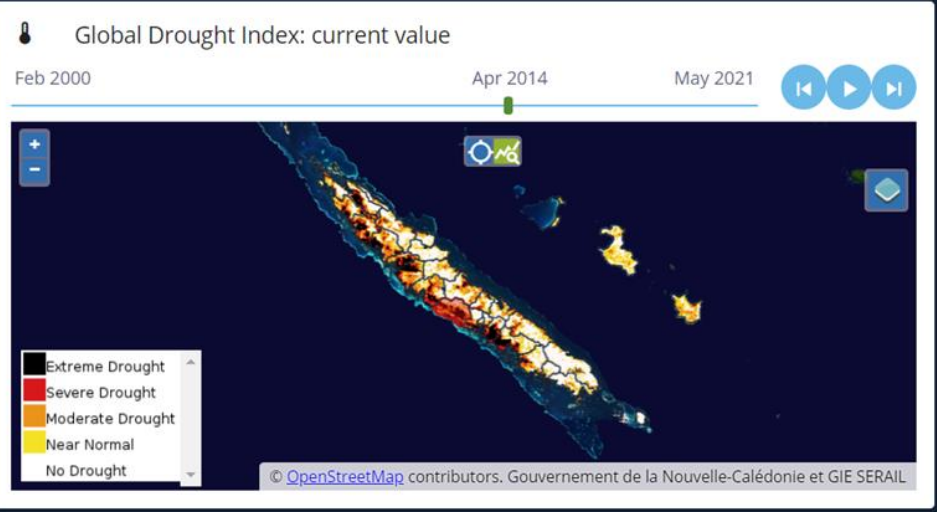 Global Drought Index: current value
Feb 2000 Apr 2014 May 2021
+
−
Extreme Drought
Severe Drought
Moderate Drought
Near Normal
No Drought
© OpenStreetMap contributors. Gouvernement de la Nouvelle-Calédonie et GIE SERAIL